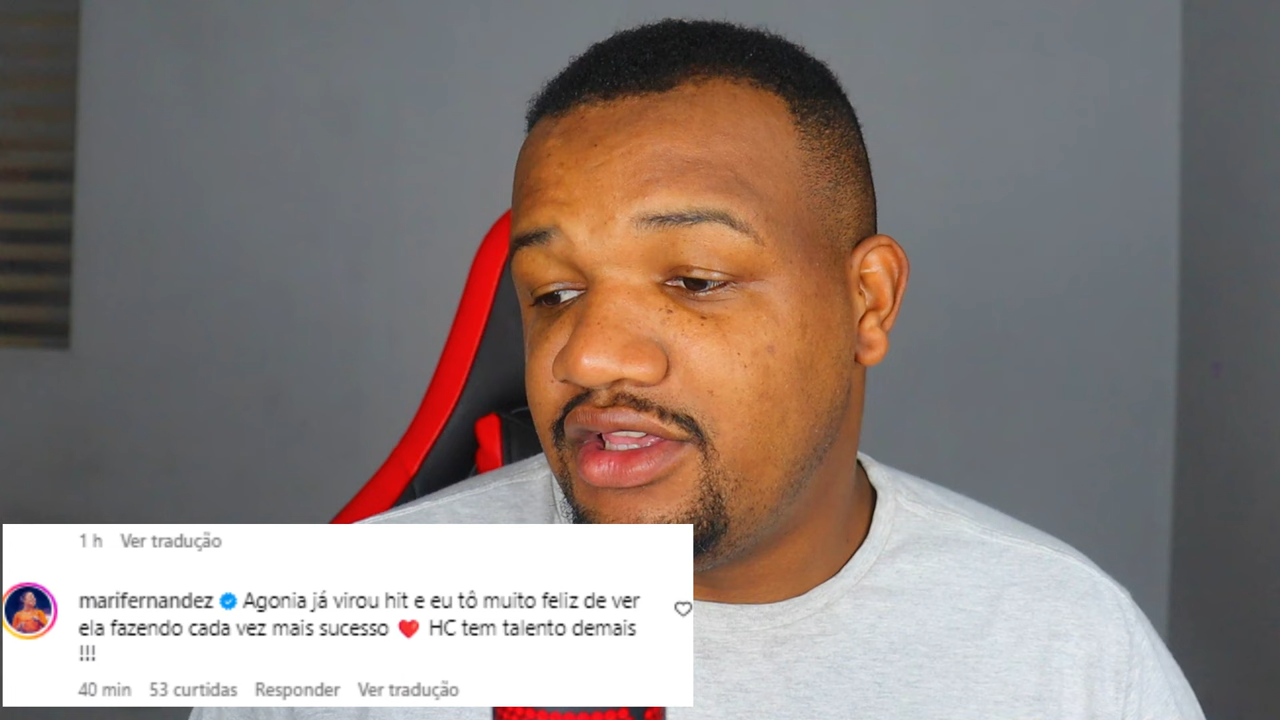 1 h Ver tradução
marifernandez Agonia já virou hit e eu tô muito feliz de ver
ela fazendo cada vez mais sucesso ❤️ HC tem talento demais
!!!
40 min 53 curtidas Responder Ver tradução